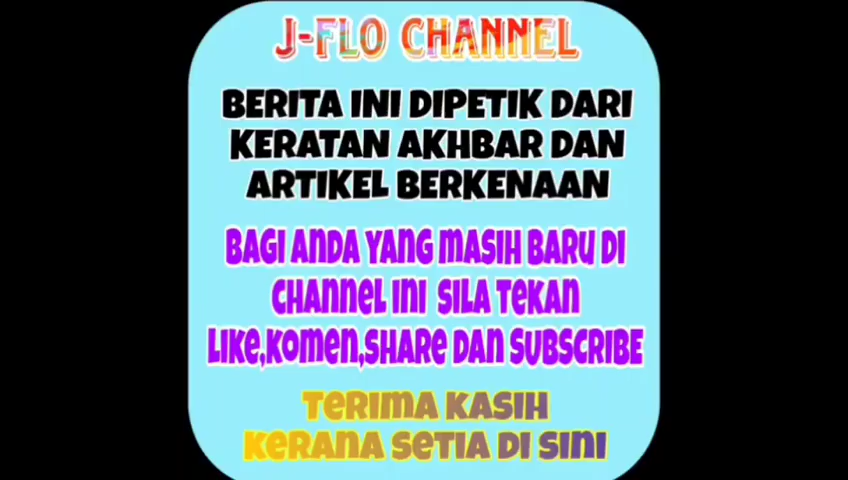 J-FLO CHANNEL
BERITA INI DIPETIK DARI
KERATAN AKHBAR DAN
ARTIKEL BERKENAAN
BAGI ANDA YANG MASIH BARU DI
CHANNEL INI SILA TEKAN
LIKE,KOMEN,SHARE DAN SUBSCRIBE
TERIMA KASIH
KERANA SETIA DI SINI